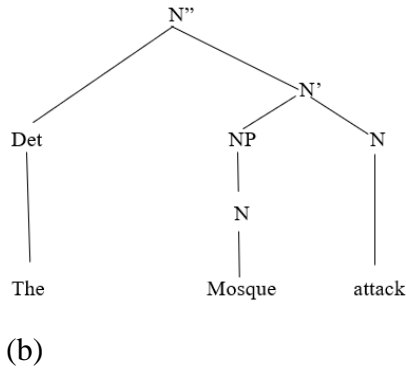 N”
N’
Det NP N
N
The Mosque attack
(b)